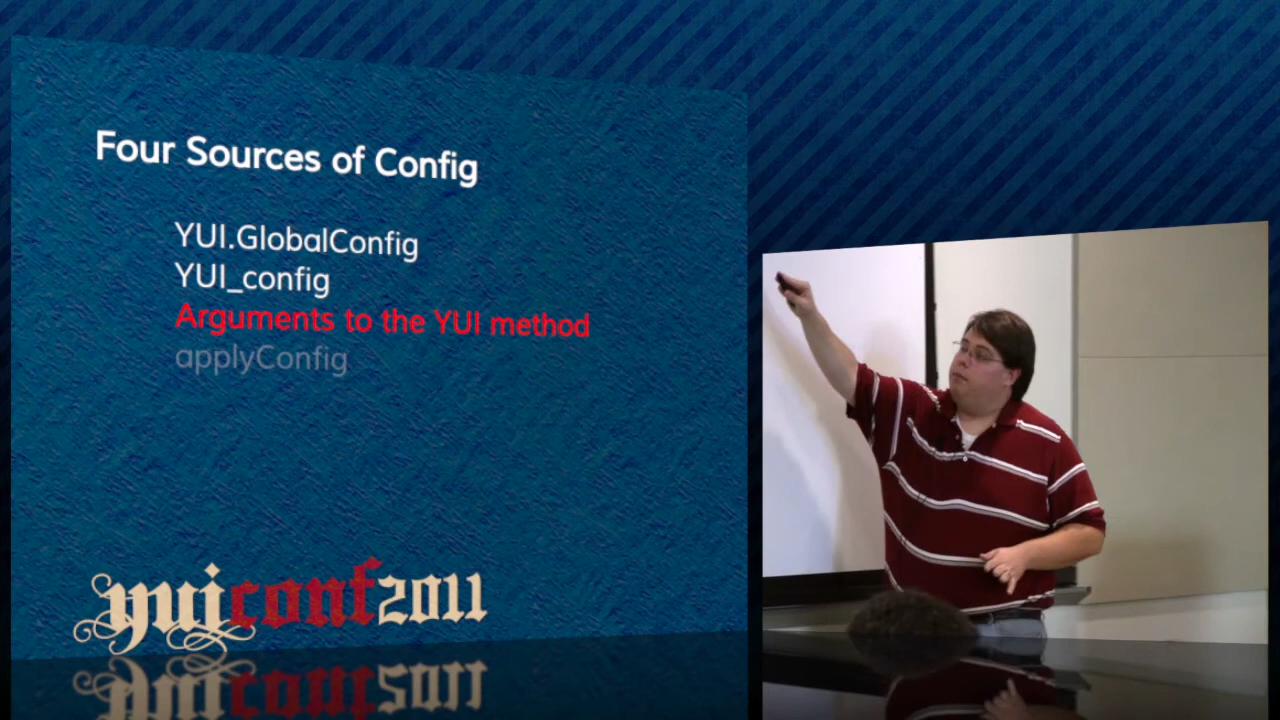 Four Sources of Config
YUI.GlobalConfig
YUI_config
Arguments to the YUI method
applyConfig
yuiconf2011